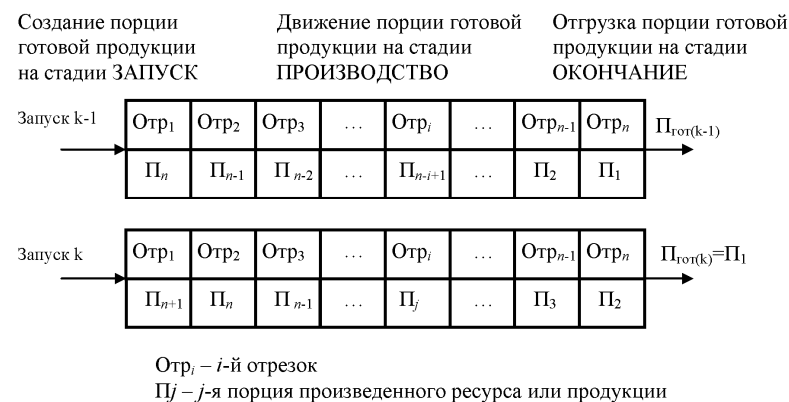 Создание порции готовой продукции на стадии ЗАПУСК
Движение порции готовой продукции на стадии ПРОИЗВОДСТВО
Отгрузка порции готовой продукции на стадии ОКОНЧАНИЕ
Запуск k-1
Отр1 Отр2 Отр3 … Отрi … Отрn-1 Отрn
Пгот(k-1)
Пn Пn-1 Пn-2 … Пn-i+1 … П2 П1
Запуск k
Отр1 Отр2 Отр3 … Отрi … Отрn-1 Отрn
Пгот(k)=П1
Пn+1 Пn Пn-1 … Пj … П3 П2
Отрi – i-й отрезок
Пj – j-я порция произведенного ресурса или продукции